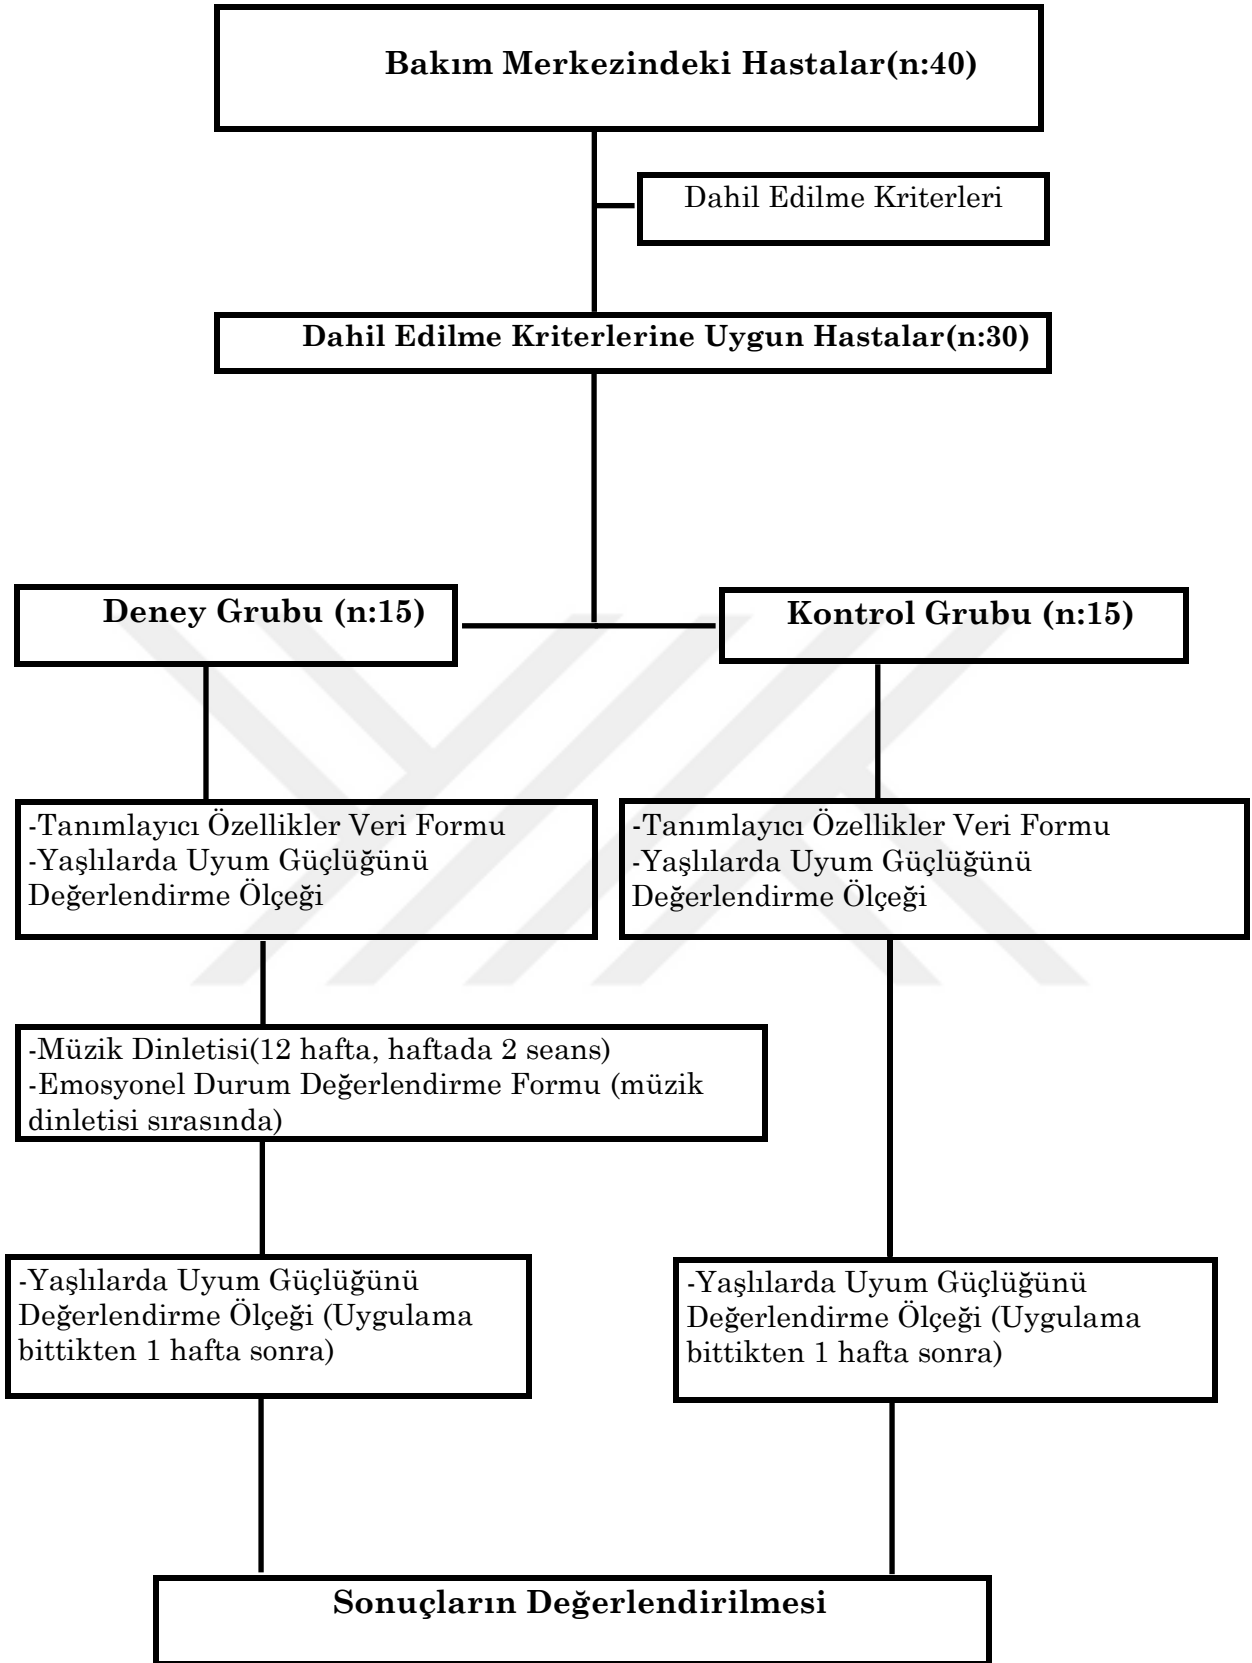 Bakım Merkezindeki Hastalar(n:40)
Dahil Edilme Kriterleri
Dahil Edilme Kriterlerine Uygun Hastalar(n:30)
Deney Grubu (n:15)
Kontrol Grubu (n:15)
-Tanımlayıcı Özellikler Veri Formu
-Yaşlılarda Uyum Güçlüğünü
Değerlendirme Ölçeği
-Tanımlayıcı Özellikler Veri Formu
-Yaşlılarda Uyum Güçlüğünü
Değerlendirme Ölçeği
-Müzik Dinletisi(12 hafta, haftada 2 seans)
-Emosyonel Durum Değerlendirme Formu (müzik
dinletisi sırasında)
-Yaşlılarda Uyum Güçlüğünü
Değerlendirme Ölçeği (Uygulama
bittikten 1 hafta sonra)
-Yaşlılarda Uyum Güçlüğünü
Değerlendirme Ölçeği (Uygulama
bittikten 1 hafta sonra)
Sonuçların Değerlendirilmesi